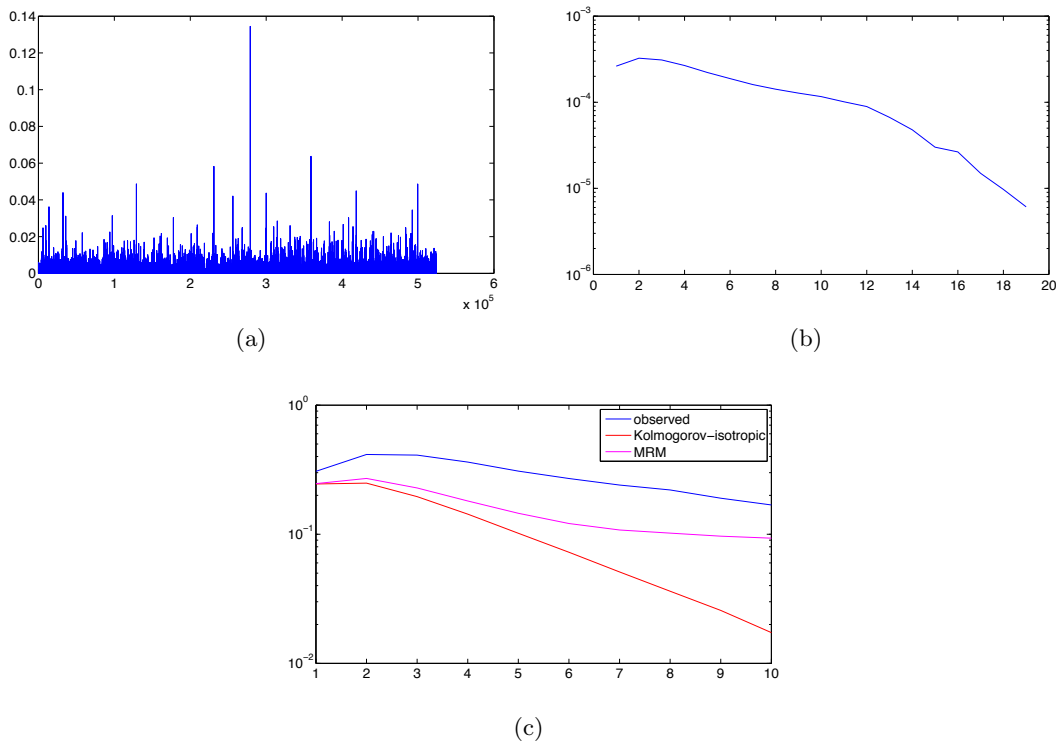 0.14
0.12
0.1
0.08
0.06
0.04
0.02
0
0 1 2 3 4 5 6
x 10^5
(a)
10^-3
10^-4
10^-5
10^-6
0 2 4 6 8 10 12 14 16 18 20
(b)
10^0
10^-1
10^-2
observed
Kolmogorov-isotropic
MRM
1 2 3 4 5 6 7 8 9 10
(c)